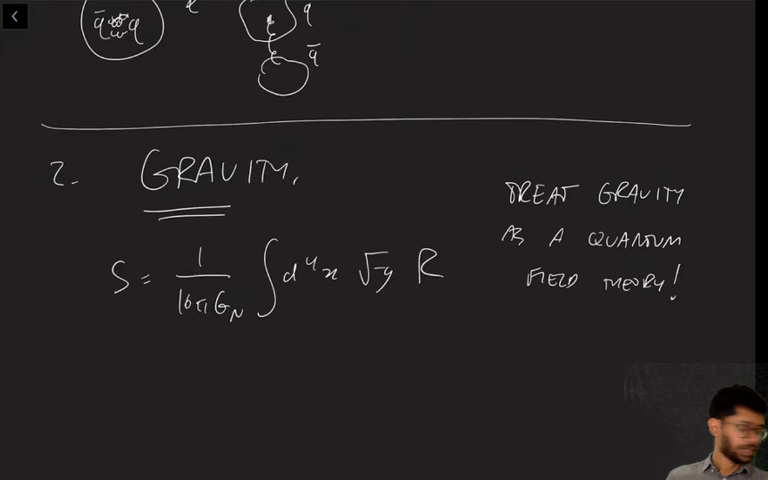 q̄ q
q
q̄
2. GRAVITY.
TREAT GRAVITY
AS A QUANTUM
FIELD THEORY!
S = 1/(16πG_N) ∫ d⁴x √-g R